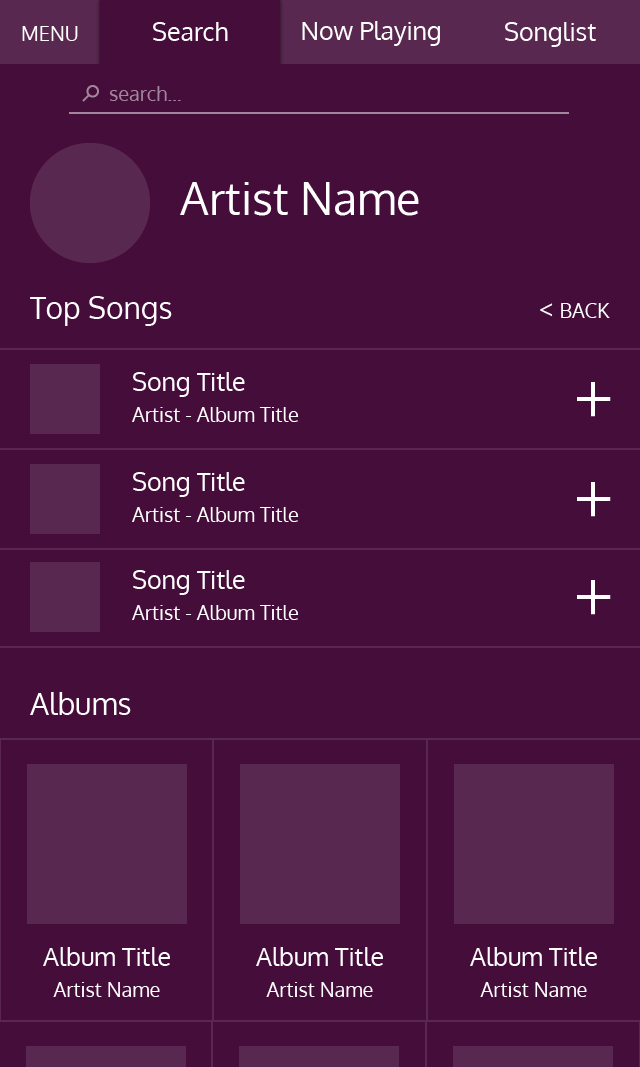 MENU Search Now Playing Songlist
search...
Artist Name
Top Songs < BACK
Song Title
Artist - Album Title
Song Title
Artist - Album Title
Song Title
Artist - Album Title
Albums
Album Title Album Title Album Title
Artist Name Artist Name Artist Name